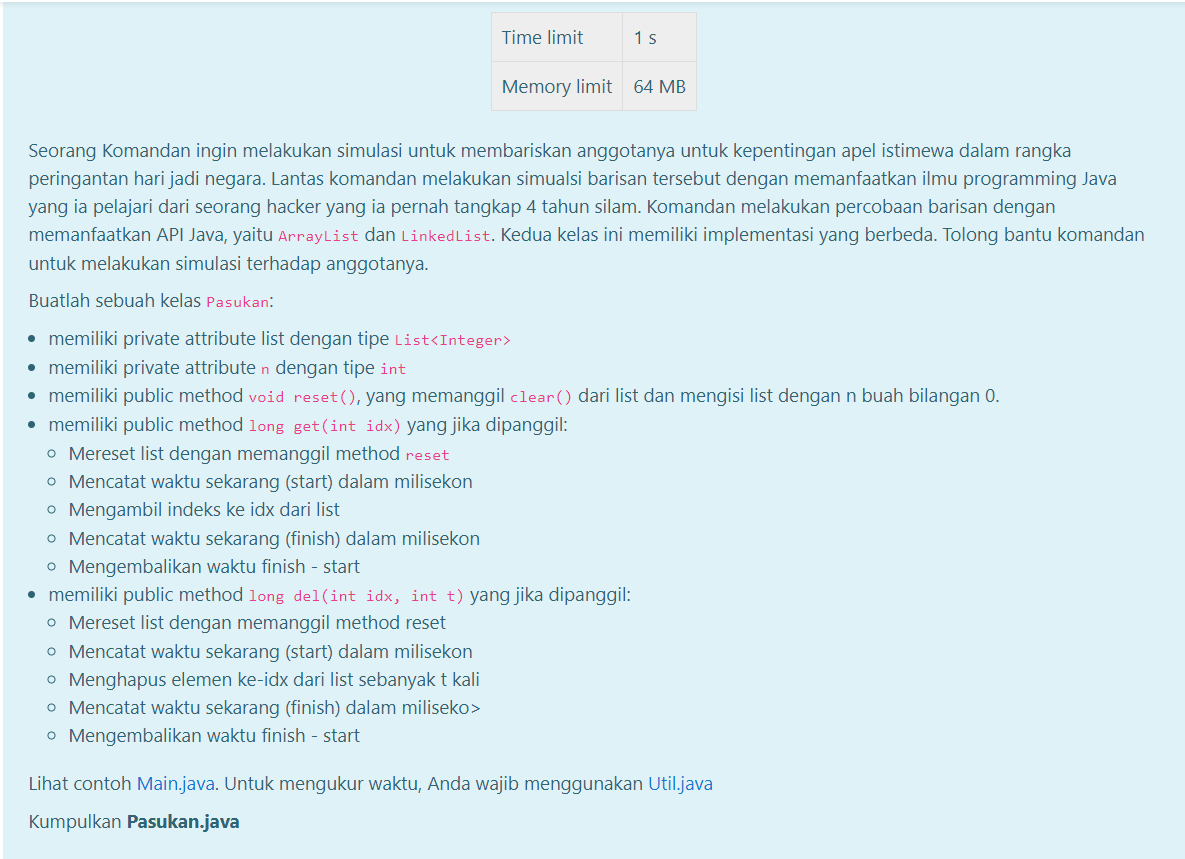 Time limit 1 s
Memory limit 64 MB
Seorang Komandan ingin melakukan simulasi untuk membariskan anggotanya untuk kepentingan apel istimewa dalam rangka
peringantan hari jadi negara. Lantas komandan melakukan simualsi barisan tersebut dengan memanfaatkan ilmu programming Java
yang ia pelajari dari seorang hacker yang ia pernah tangkap 4 tahun silam. Komandan melakukan percobaan barisan dengan
memanfaatkan API Java, yaitu ArrayList dan LinkedList. Kedua kelas ini memiliki implementasi yang berbeda. Tolong bantu komandan
untuk melakukan simulasi terhadap anggotanya.
Buatlah sebuah kelas Pasukan:
• memiliki private attribute list dengan tipe List<Integer>
• memiliki private attribute n dengan tipe int
• memiliki public method void reset(), yang memanggil clear() dari list dan mengisi list dengan n buah bilangan 0.
• memiliki public method long get(int idx) yang jika dipanggil:
◦ Mereset list dengan memanggil method reset
◦ Mencatat waktu sekarang (start) dalam milisekon
◦ Mengambil indeks ke idx dari list
◦ Mencatat waktu sekarang (finish) dalam milisekon
◦ Mengembalikan waktu finish - start
• memiliki public method long del(int idx, int t) yang jika dipanggil:
◦ Mereset list dengan memanggil method reset
◦ Mencatat waktu sekarang (start) dalam milisekon
◦ Menghapus elemen ke-idx dari list sebanyak t kali
◦ Mencatat waktu sekarang (finish) dalam miliseko>
◦ Mengembalikan waktu finish - start
Lihat contoh Main.java. Untuk mengukur waktu, Anda wajib menggunakan Util.java
Kumpulkan Pasukan.java